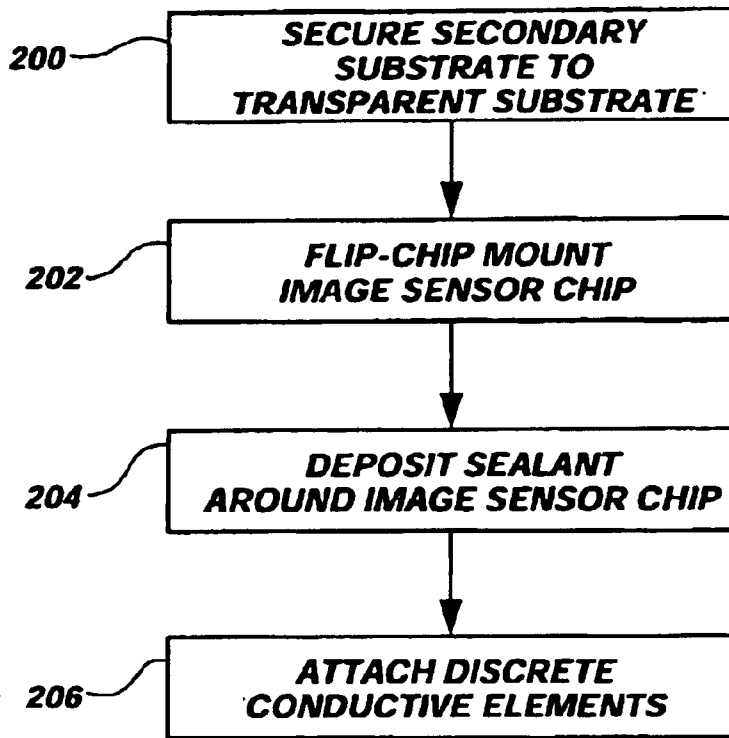 200
SECURE SECONDARY
SUBSTRATE TO
TRANSPARENT SUBSTRATE
202
FLIP-CHIP MOUNT
IMAGE SENSOR CHIP
204
DEPOSIT SEALANT
AROUND IMAGE SENSOR CHIP
206
ATTACH DISCRETE
CONDUCTIVE ELEMENTS